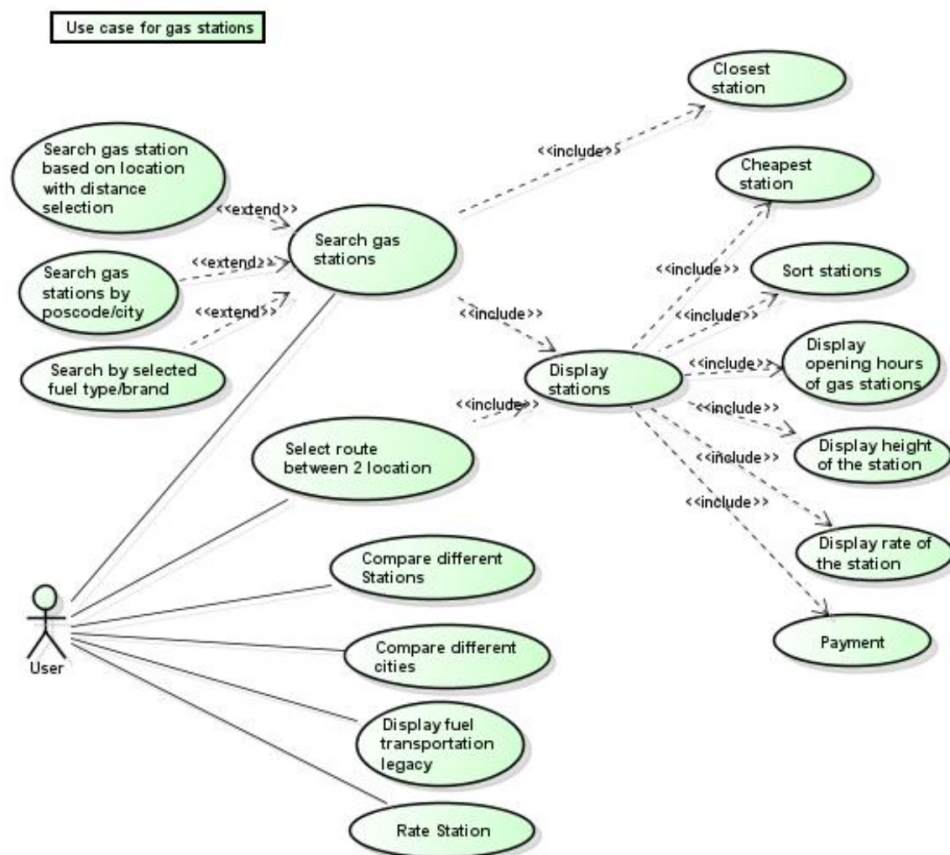 Use case for gas stations
Closest
station
Search gas station
based on location
with distance
selection
<<include>>
Cheapest
station
<<extend>>
Search gas
stations
<<extend>>
Search gas
stations by
poscode/city
<<include>>
Sort stations
<<extend>>
<<include>>
<<include>>
Display
opening hours
of gas stations
Search by selected
fuel type/brand
Display
stations
<<include>>
<<include>>
<<include>>
Select route
between 2 location
Display height
of the station
<<include>>
<<include>>
Display rate of
the station
Compare different
Stations
User
Compare different
cities
Payment
Display fuel
transportation
legacy
Rate Station